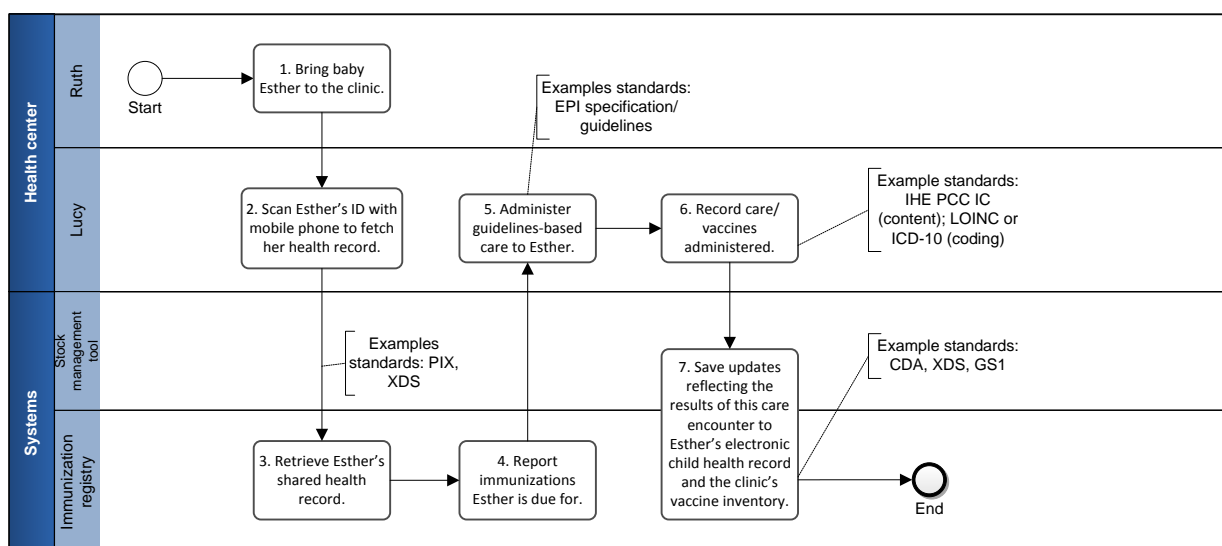 Health center
Ruth
Start
1. Bring baby
Esther to the clinic.
Examples standards:
EPI specification/
guidelines
Lucy
2. Scan Esther’s ID with
mobile phone to fetch
her health record.
5. Administer
guidelines-based
care to Esther.
6. Record care/
vaccines
administered.
Example standards:
IHE PCC IC
(content); LOINC or
ICD-10 (coding)
Systems
Stock
management
tool
Examples
standards: PIX,
XDS
7. Save updates
reflecting the
results of this care
encounter to
Esther’s electronic
child health record
and the clinic’s
vaccine inventory.
Example standards:
CDA, XDS, GS1
Immunization
registry
3. Retrieve Esther’s
shared health
record.
4. Report
immunizations
Esther is due for.
End